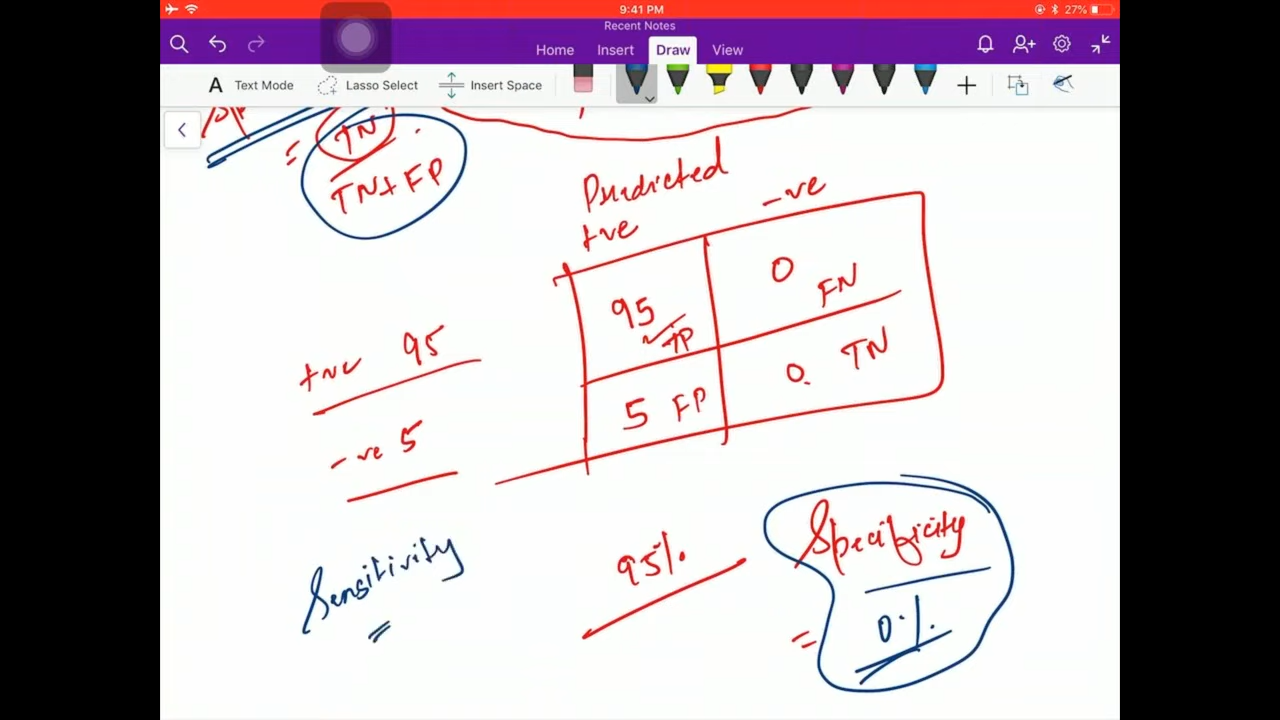 9:41 PM
27%
Recent Notes
Home Insert Draw View
A Text Mode Lasso Select Insert Space
= TN
TN+ FP
Predicted
+ve -ve
95 TP 0 FN
5 FP 0. TN
+ve 95
-ve 5
Sensitivity
=
95%
Specificity
= 0%.